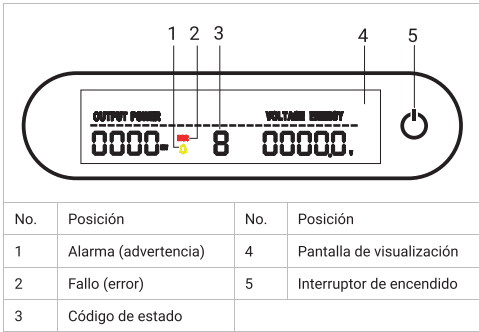 1 2 3 4 5
OUTPUT POWER VOLTAGE ENERGY
0000 8 0000.0 V
No. Posición No. Posición
1 Alarma (advertencia) 4 Pantalla de visualización
2 Fallo (error) 5 Interruptor de encendido
3 Código de estado